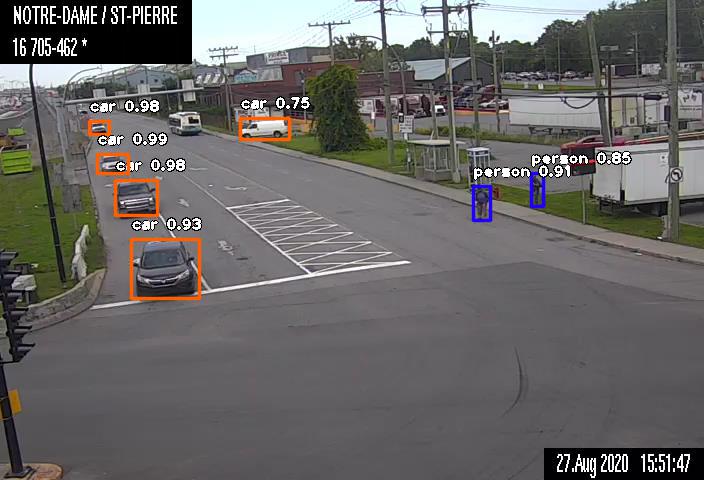 NOTRE-DAME / ST-PIERRE
16 705-462 *
car 0.98
car 0.75
car 0.99
car 0.98
person 0.85
person 0.91
car 0.93
27.Aug 2020 15:51:47